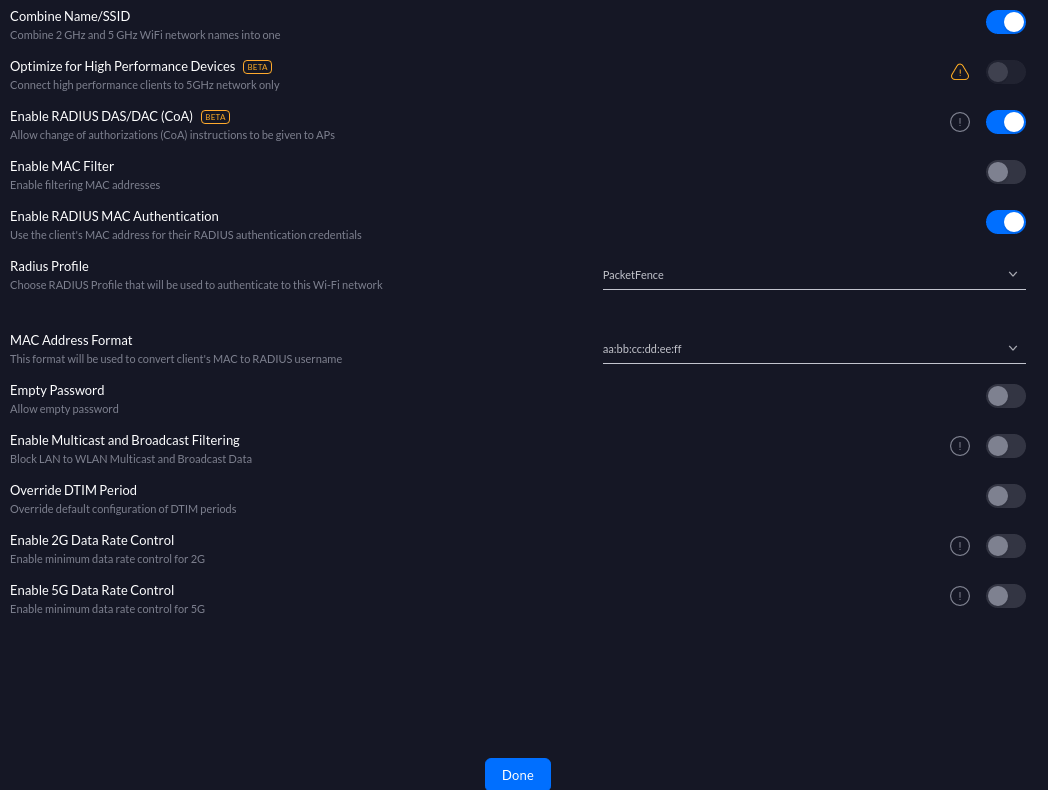 Combine Name/SSID
Combine 2 GHz and 5 GHz WiFi network names into one
Optimize for High Performance Devices BETA
Connect high performance clients to 5GHz network only
Enable RADIUS DAS/DAC (CoA) BETA
Allow change of authorizations (CoA) instructions to be given to APs
Enable MAC Filter
Enable filtering MAC addresses
Enable RADIUS MAC Authentication
Use the client's MAC address for their RADIUS authentication credentials
Radius Profile
Choose RADIUS Profile that will be used to authenticate to this Wi-Fi network
PacketFence
MAC Address Format
This format will be used to convert client's MAC to RADIUS username
aa:bb:cc:dd:ee:ff
Empty Password
Allow empty password
Enable Multicast and Broadcast Filtering
Block LAN to WLAN Multicast and Broadcast Data
Override DTIM Period
Override default configuration of DTIM periods
Enable 2G Data Rate Control
Enable minimum data rate control for 2G
Enable 5G Data Rate Control
Enable minimum data rate control for 5G
Done